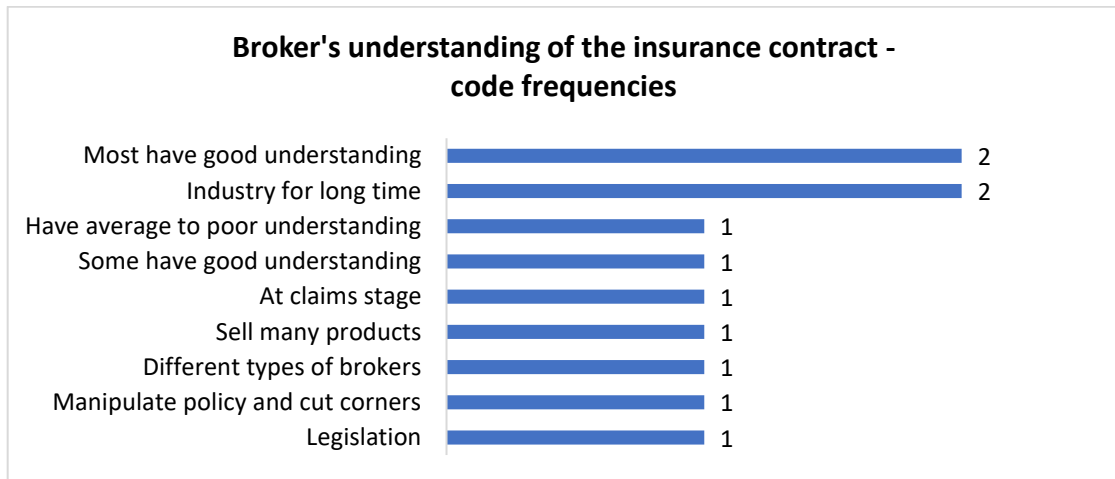 Broker's understanding of the insurance contract -
code frequencies
Most have good understanding 2
Industry for long time 2
Have average to poor understanding 1
Some have good understanding 1
At claims stage 1
Sell many products 1
Different types of brokers 1
Manipulate policy and cut corners 1
Legislation 1